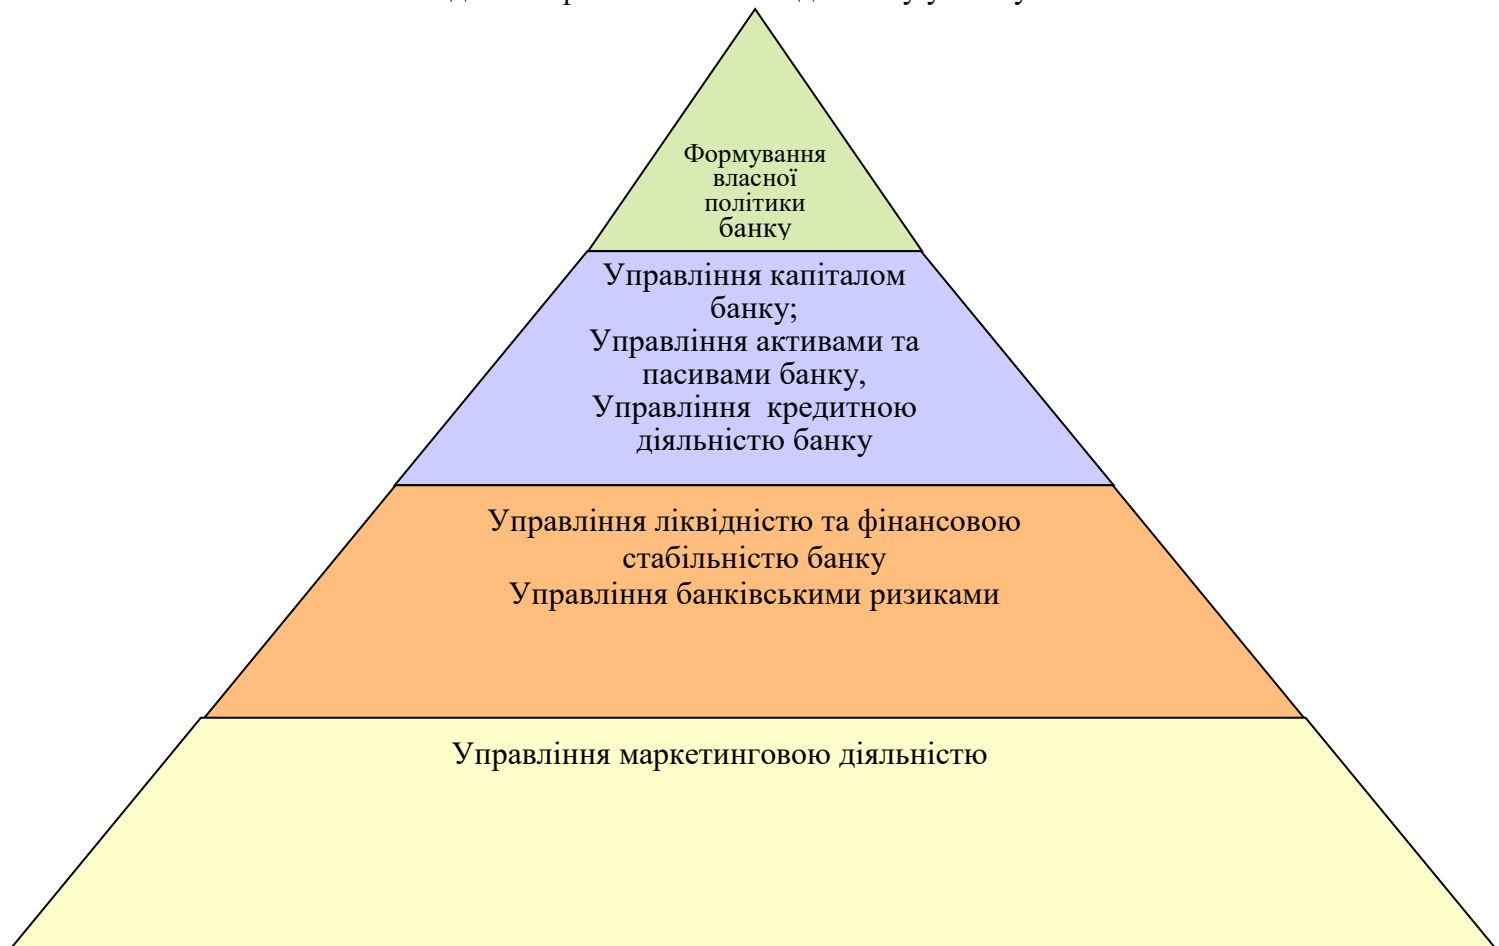 Формування
власної
політики
банку
Управління капіталом
банку;
Управління активами та
пасивами банку,
Управління кредитною
діяльністю банку
Управління ліквідністю та фінансовою
стабільністю банку
Управління банківськими ризиками
Управління маркетинговою діяльністю